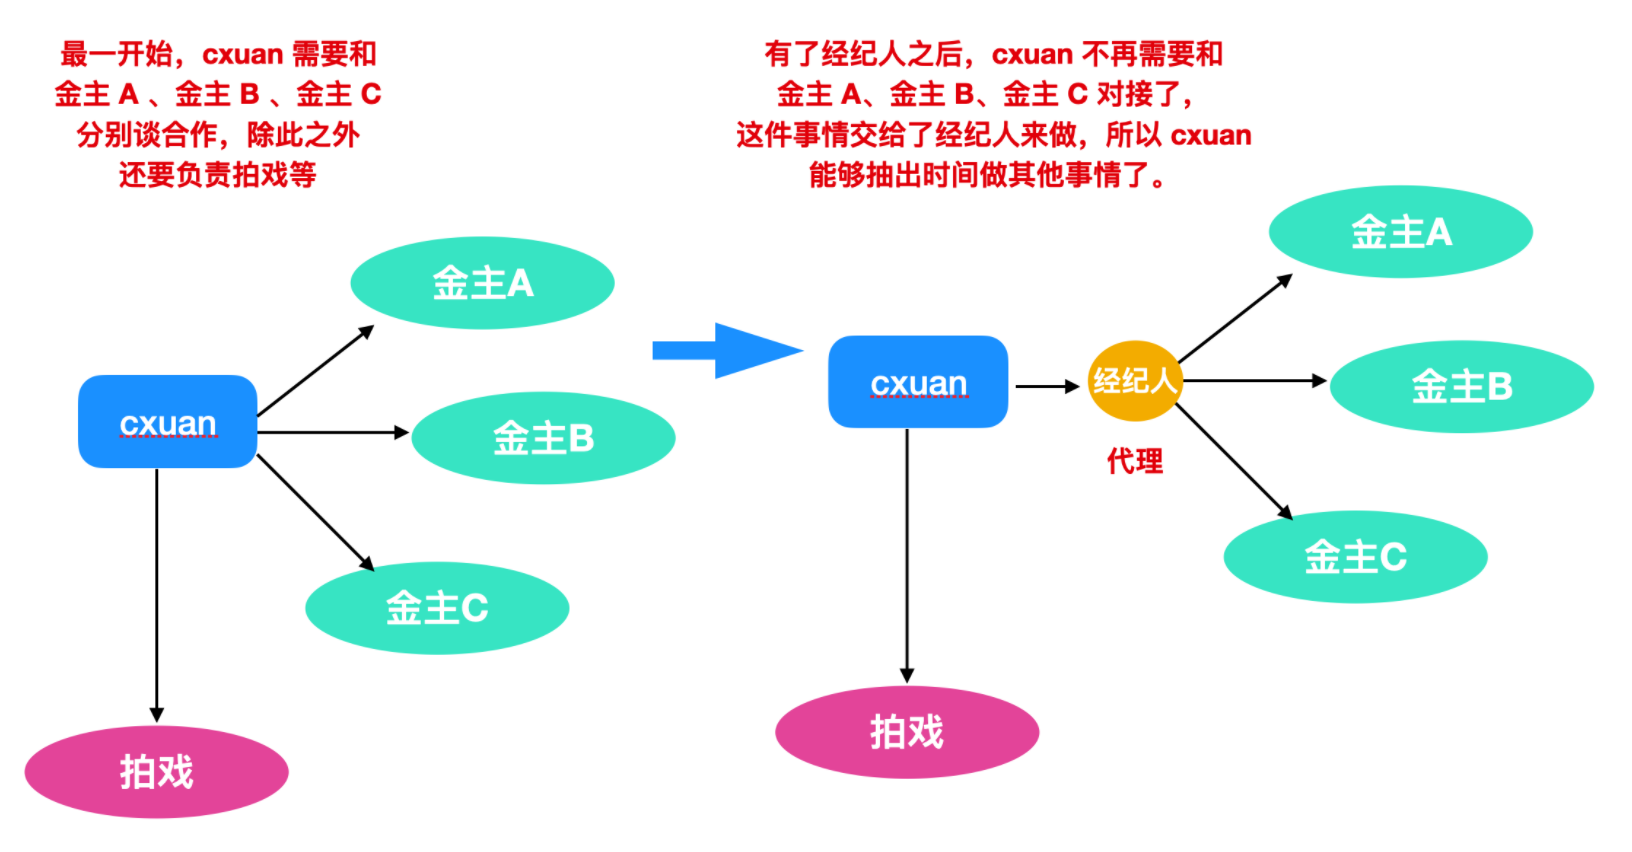 最一开始，cxuan 需要和
金主 A 、金主 B 、金主 C
分别谈合作，除此之外
还要负责拍戏等
有了经纪人之后，cxuan 不再需要和
金主 A、金主 B、金主 C 对接了，
这件事情交给了经纪人来做，所以 cxuan
能够抽出时间做其他事情了。
金主A
cxuan
金主B
金主C
拍戏
金主A
cxuan
经纪人
金主B
代理
金主C
拍戏